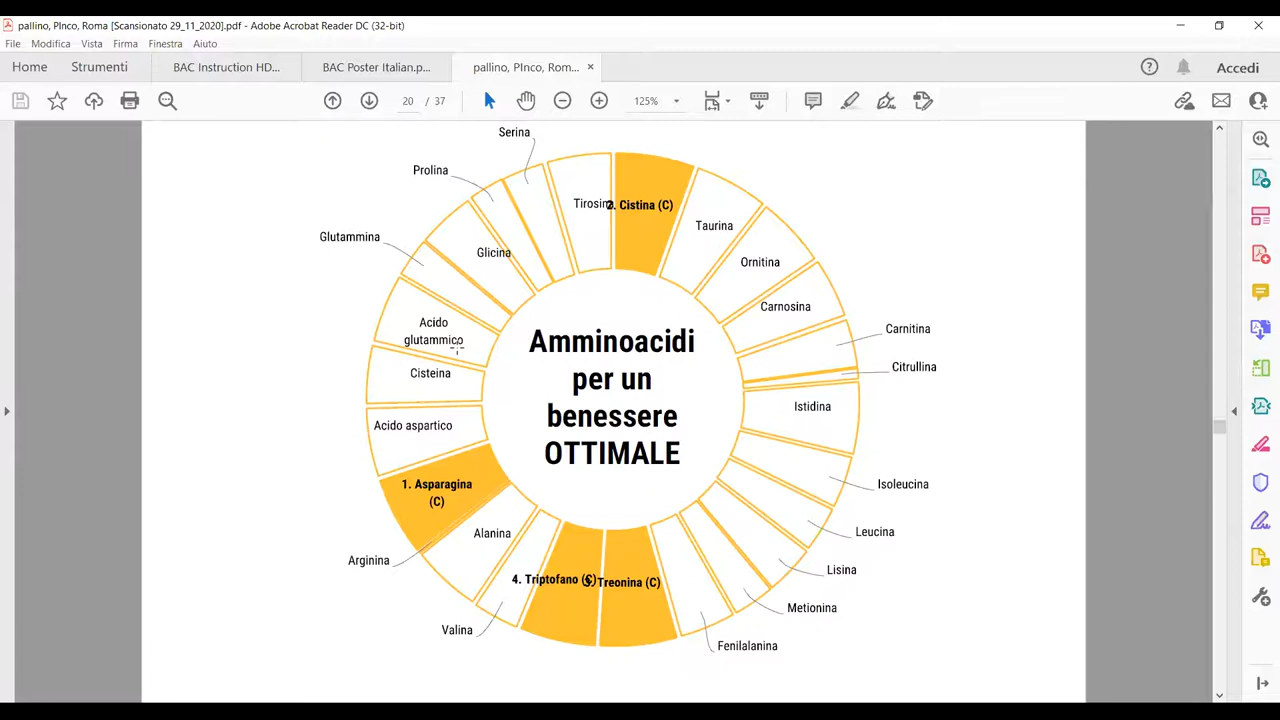 pallino, PInco, Roma [Scansionato 29_11_2020].pdf - Adobe Acrobat Reader DC (32-bit)
File Modifica Vista Firma Finestra Aiuto
Home Strumenti BAC Instruction HD... BAC Poster Italian.p... pallino, PInco, Rom... ×
Accedi
20 / 37 125%
Serina
Prolina
Tirosina
2. Cistina (C)
Taurina
Glutammina
Glicina
Ornitina
Carnosina
Acido
glutammico
Carnitina
Citrullina
Cisteina
Istidina
Acido aspartico
Amminoacidi
per un
benessere
OTTIMALE
1. Asparagina
(C)
Isoleucina
Alanina
Leucina
Arginina
Lisina
4. Triptofano (C)
3. Treonina (C)
Metionina
Valina
Fenilalanina